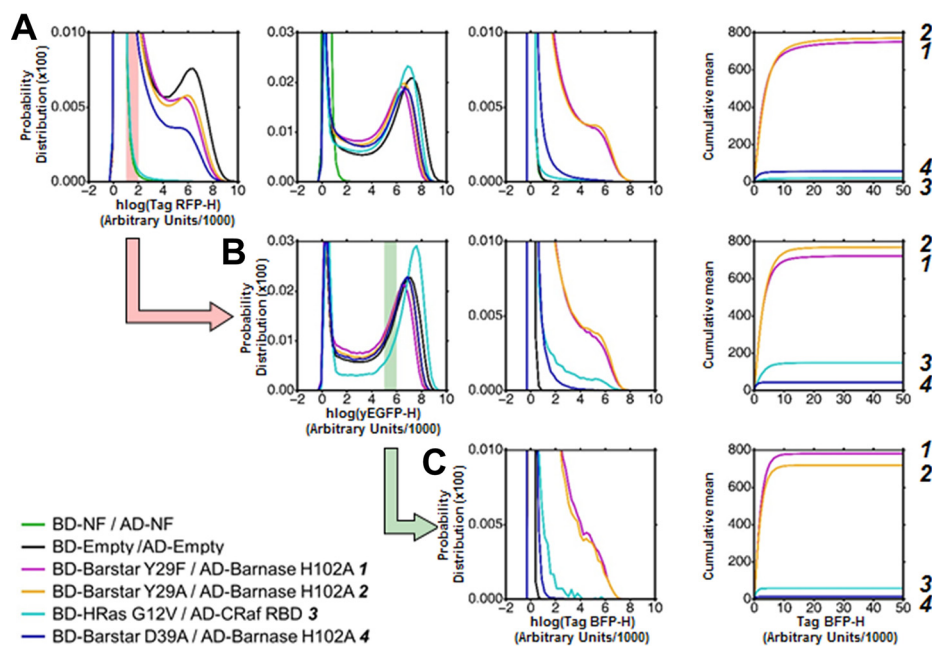 A
Probability
Distribution (x100)
0.010
0.005
0.000
−2 0 2 4 6 8 10
hlog(Tag RFP-H)
(Arbitrary Units/1000)
0.03
0.02
0.01
0.00
−2 0 2 4 6 8 10
0.010
0.005
0.000
−2 0 2 4 6 8 10
Cumulative mean
800
600
400
200
0
0 10 20 30 40 50
2
1
4
3
B
Probability
Distribution (x100)
0.03
0.02
0.01
0.00
−2 0 2 4 6 8 10
hlog(yEGFP-H)
(Arbitrary Units/1000)
0.010
0.005
0.000
−2 0 2 4 6 8 10
Cumulative mean
800
600
400
200
0
0 10 20 30 40 50
2
1
3
4
C
Probability
Distribution (x100)
0.010
0.005
0.000
−2 0 2 4 6 8 10
hlog(Tag BFP-H)
(Arbitrary Units/1000)
Cumulative mean
800
600
400
200
0
0 10 20 30 40 50
Tag BFP-H
(Arbitrary Units/1000)
1
2
3
4
BD-NF / AD-NF
BD-Empty /AD-Empty
BD-Barstar Y29F / AD-Barnase H102A 1
BD-Barstar Y29A / AD-Barnase H102A 2
BD-HRas G12V / AD-CRaf RBD 3
BD-Barstar D39A / AD-Barnase H102A 4